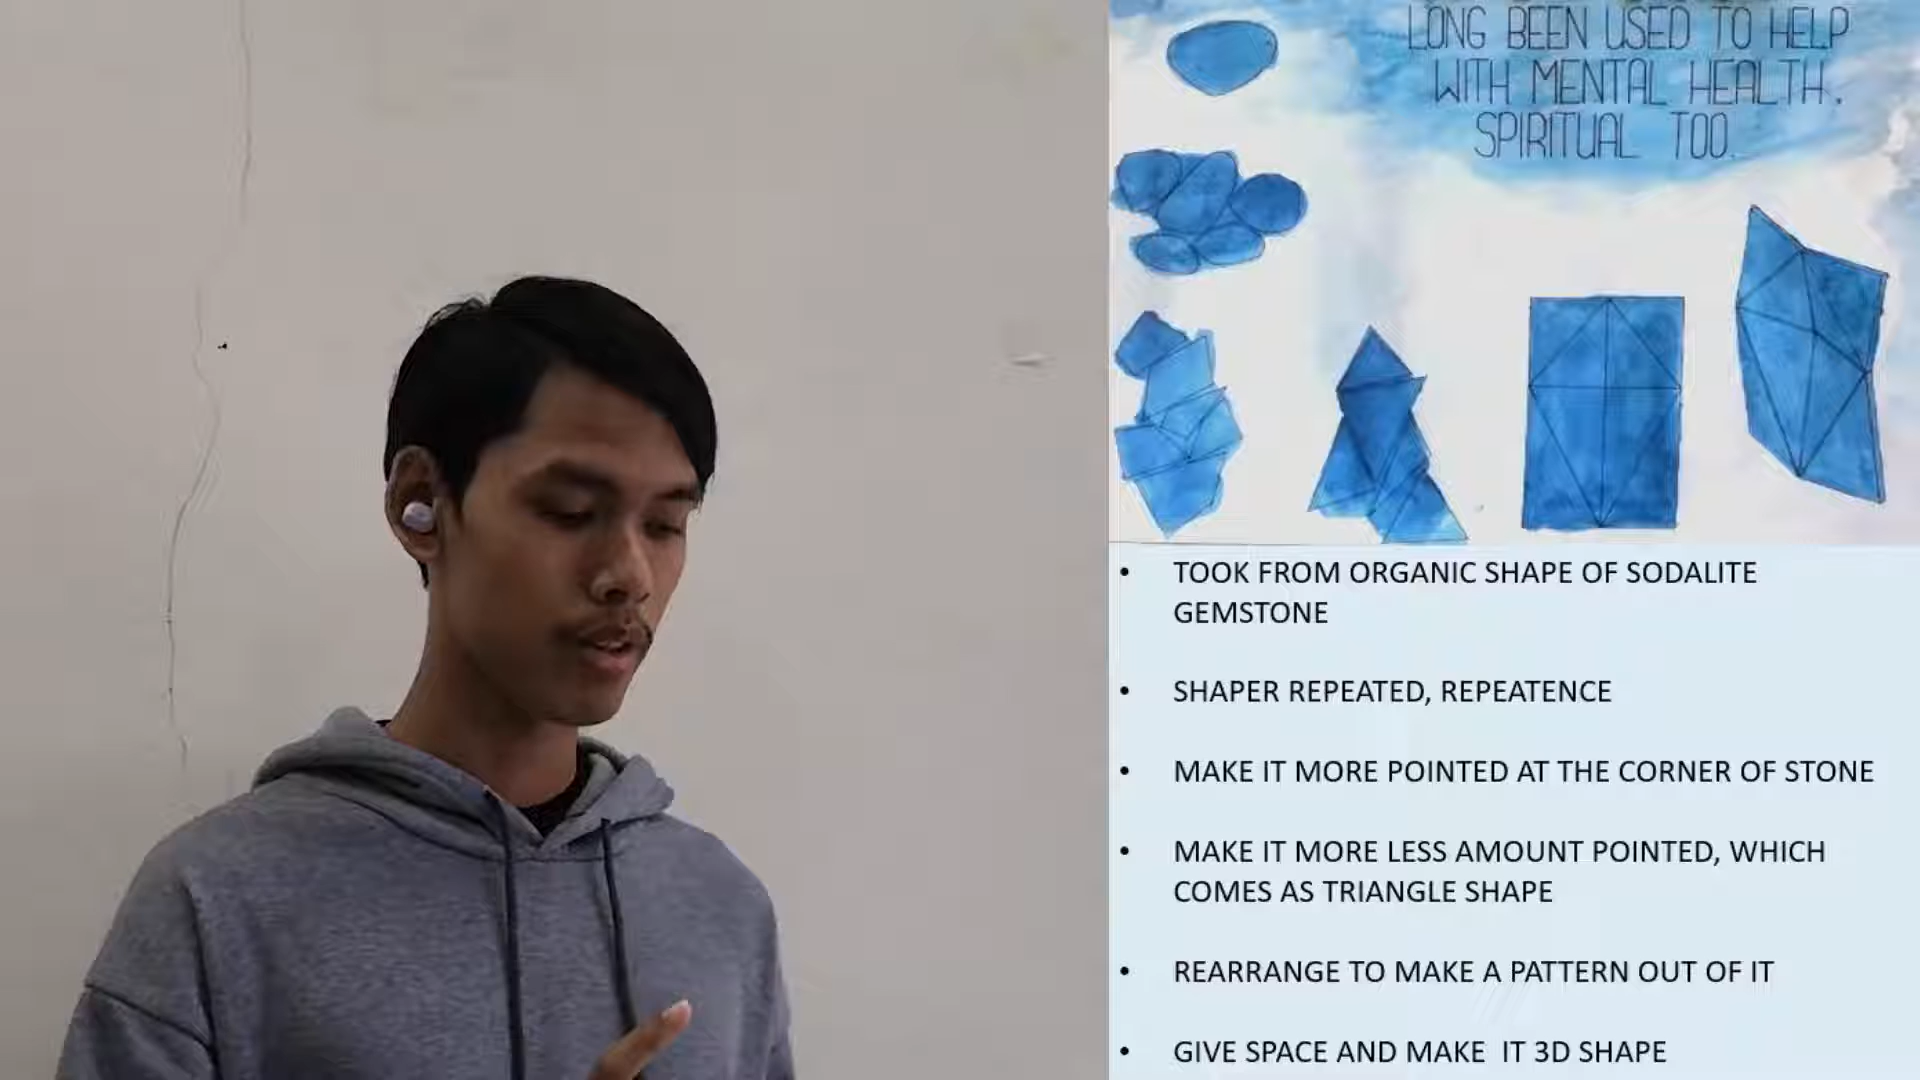 LONG BEEN USED TO HELP
WITH MENTAL HEALTH.
SPIRITUAL TOO.
• TOOK FROM ORGANIC SHAPE OF SODALITE
GEMSTONE
• SHAPER REPEATED, REPEATENCE
• MAKE IT MORE POINTED AT THE CORNER OF STONE
• MAKE IT MORE LESS AMOUNT POINTED, WHICH
COMES AS TRIANGLE SHAPE
• REARRANGE TO MAKE A PATTERN OUT OF IT
• GIVE SPACE AND MAKE IT 3D SHAPE